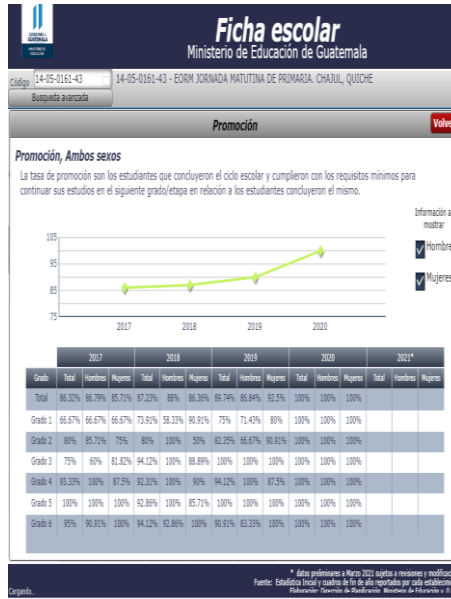 GOBIERNO DE
GUATEMALA
MINISTERIO DE
EDUCACIÓN
Ficha escolar
Ministerio de Educación de Guatemala
Código 14-05-0161-43 14-05-0161-43 - EORM JORNADA MATUTINA DE PRIMARIA. CHAJUL, QUICHE
Busqueda avanzada
Promoción Volve
Promoción, Ambos sexos
La tasa de promoción son los estudiantes que concluyeron el ciclo escolar y cumplieron con los requisitos mínimos para
continuar sus estudios en el siguiente grado/etapa en relación a los estudiantes concluyeron el mismo.
Información a
mostrar
Hombre
Mujeres
105
95
85
75
2017 2018 2019 2020
2017 2018 2019 2020 2021*
Grado Total Hombres Mujeres Total Hombres Mujeres Total Hombres Mujeres Total Hombres Mujeres Total Hombres Mujeres
Total 86.32% 86.79% 85.71% 87.23% 88% 86.36% 89.74% 86.84% 92.5% 100% 100% 100%
Grado 1 66.67% 66.67% 66.67% 73.91% 58.33% 90.91% 75% 71.43% 80% 100% 100% 100%
Grado 2 80% 85.71% 75% 80% 100% 50% 82.35% 66.67% 90.91% 100% 100% 100%
Grado 3 75% 60% 81.82% 94.12% 100% 88.89% 100% 100% 100% 100% 100% 100%
Grado 4 93.33% 100% 87.5% 92.31% 100% 90% 94.12% 100% 87.5% 100% 100% 100%
Grado 5 100% 100% 100% 92.86% 100% 85.71% 100% 100% 100% 100% 100% 100%
Grado 6 95% 90.91% 100% 94.12% 92.86% 100% 90.91% 83.33% 100% 100% 100% 100%
* datos preliminares a Marzo 2021 sujetos a revisiones y modificac
Fuente: Estadística Inicial y cuadros de fin de año reportados por cada establecim
Cargando.. Elaboración: Dirección de Planificación. Ministerio de Educación y D